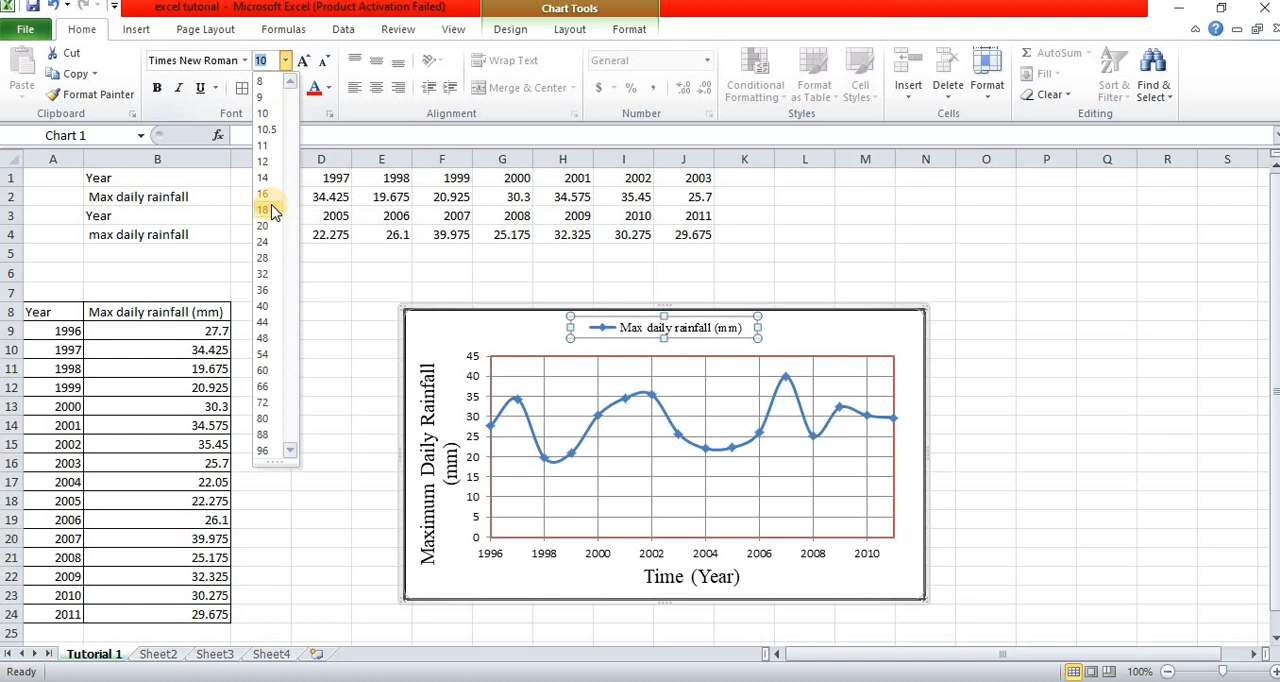 excel tutorial - Microsoft Excel (Product Activation Failed)
Chart Tools
File Home Insert Page Layout Formulas Data Review View Design Layout Format
Cut
Copy
Format Painter
Paste
Clipboard
Times New Roman 10
B I U A
Font
Wrap Text
Merge & Center
Alignment
General
$ % ,
Number
Conditional Formatting
Format as Table
Cell Styles
Styles
Insert Delete Format
Cells
AutoSum
Fill
Clear
Sort & Filter
Find & Select
Editing
Chart 1 fx
8
9
10
10.5
11
12
14
16
18
20
24
28
32
36
40
44
48
54
60
66
72
80
88
96
A B D E F G H I J K L M N O P Q R S
1 Year 1997 1998 1999 2000 2001 2002 2003
2 Max daily rainfall 34.425 19.675 20.925 30.3 34.575 35.45 25.7
3 Year 2005 2006 2007 2008 2009 2010 2011
4 max daily rainfall 22.275 26.1 39.975 25.175 32.325 30.275 29.675
5
6
7
8 Year Max daily rainfall (mm)
9 1996 27.7
10 1997 34.425
11 1998 19.675
12 1999 20.925
13 2000 30.3
14 2001 34.575
15 2002 35.45
16 2003 25.7
17 2004 22.05
18 2005 22.275
19 2006 26.1
20 2007 39.975
21 2008 25.175
22 2009 32.325
23 2010 30.275
24 2011 29.675
25
Max daily rainfall (mm)
Maximum Daily Rainfall
(mm)
45
40
35
30
25
20
15
10
5
0
1996 1998 2000 2002 2004 2006 2008 2010
Time (Year)
Tutorial 1 Sheet2 Sheet3 Sheet4
Ready 100%